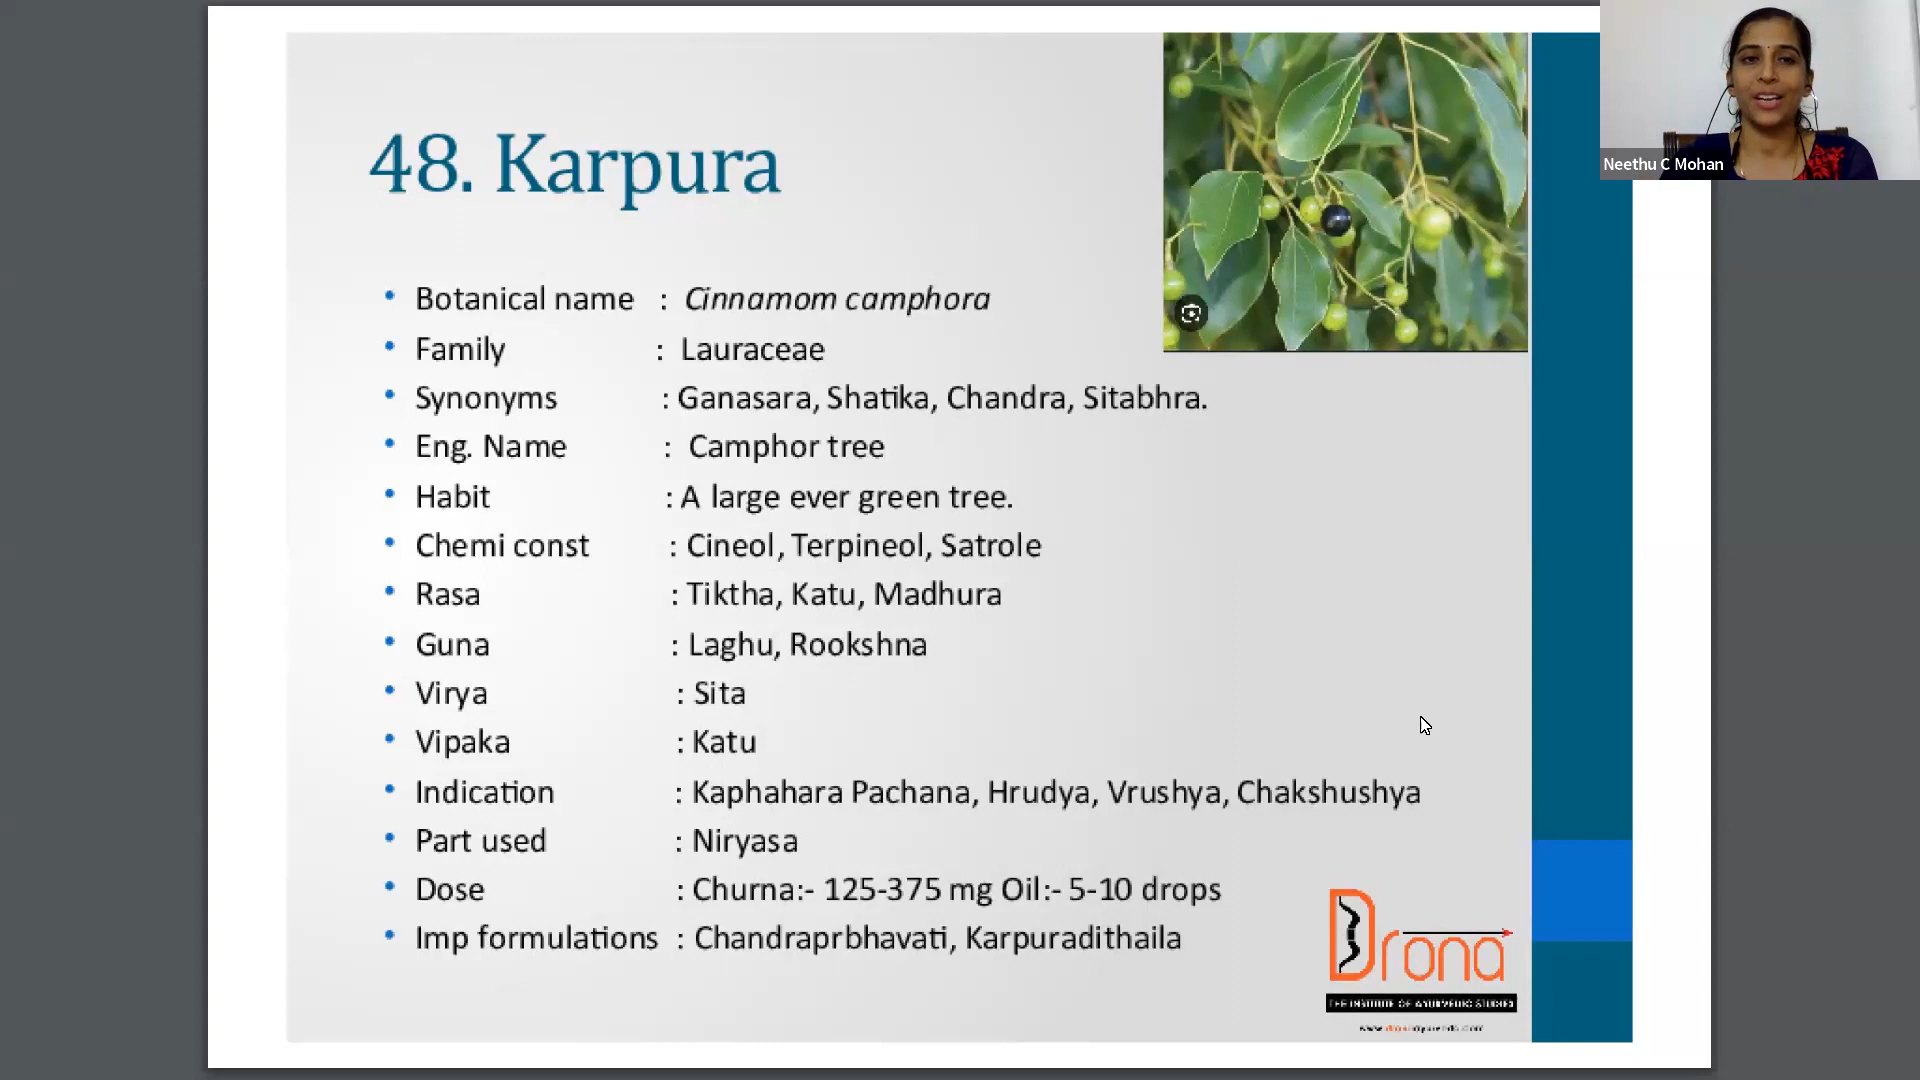 48. Karpura
Neethu C Mohan
• Botanical name : Cinnamom camphora
• Family : Lauraceae
• Synonyms : Ganasara, Shatika, Chandra, Sitabhra.
• Eng. Name : Camphor tree
• Habit : A large ever green tree.
• Chemi const : Cineol, Terpineol, Satrole
• Rasa : Tiktha, Katu, Madhura
• Guna : Laghu, Rookshna
• Virya : Sita
• Vipaka : Katu
• Indication : Kaphahara Pachana, Hrudya, Vrushya, Chakshushya
• Part used : Niryasa
• Dose : Churna:- 125-375 mg Oil:- 5-10 drops
• Imp formulations : Chandraprbhavati, Karpuradithaila
Drona
THE INSTITUTE OF AYURVEDIC STUDIES